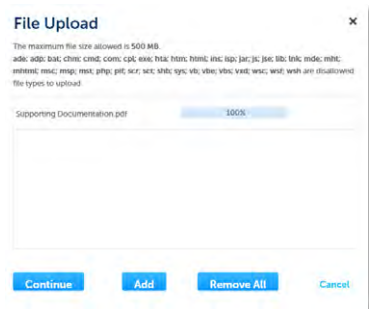 File Upload
×
The maximum file size allowed is 500 MB.
ade; adp; bat; chm; cmd; com; cpl; exe; hta; htm; html; ins; isp; jar; js; jse; lib; lnk; mde; mht;
mhtml; msc; msp; mst; php; pif; scr; sct; shb; sys; vb; vbe; vbs; vxd; wsc; wsf; wsh are disallowed
file types to upload
Supporting Documentation.pdf 100%
Continue Add Remove All Cancel